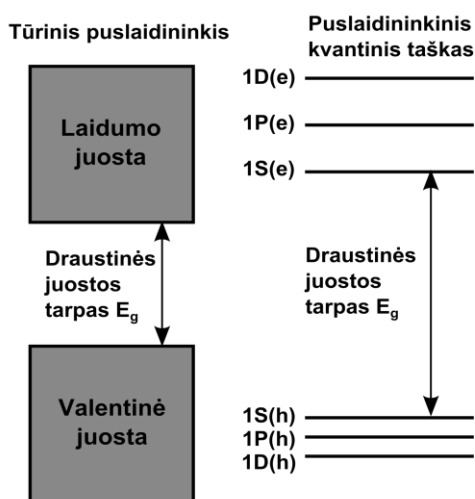 Tūrinis puslaidininkis
Laidumo
juosta
Draustinės
juostos
tarpas Eg
Valentinė
juosta
Puslaidininkinis
kvantinis taškas
1D(e)
1P(e)
1S(e)
Draustinės
juostos
tarpas Eg
1S(h)
1P(h)
1D(h)